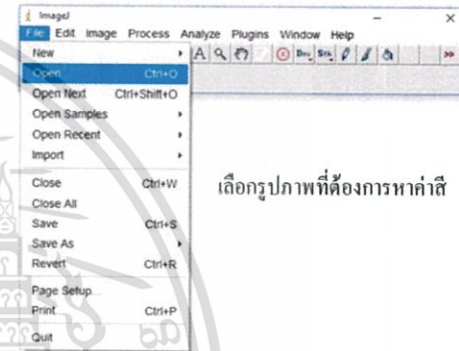 ImageJ
File Edit Image Process Analyze Plugins Window Help
New
Open Ctrl+O
Open Next Ctrl+Shift+O
Open Samples
Open Recent
Import
Close Ctrl+W
Close All
Save Ctrl+S
Save As
Revert Ctrl+R
Page Setup...
Print Ctrl+P
Quit
A Dev Stk
เลือกรูปภาพที่ต้องการหาค่าสี